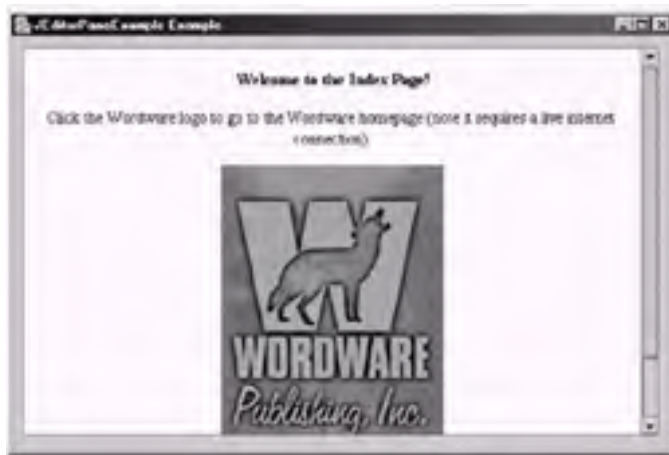 JEditorPaneExample Example
Welcome to the Index Page!
Click the Wordware logo to go to the Wordware homepage (note it requires a live internet
connection)
WORDWARE
Publishing, Inc.